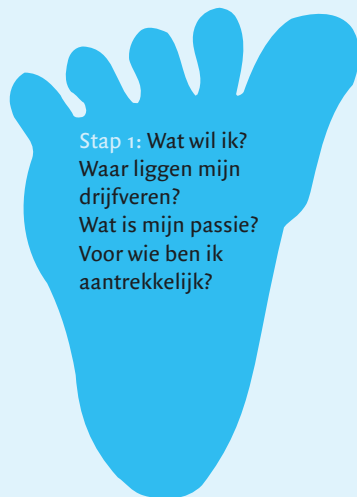 Stap 1: Wat wil ik?
Waar liggen mijn
drijfveren?
Wat is mijn passie?
Voor wie ben ik
aantrekkelijk?